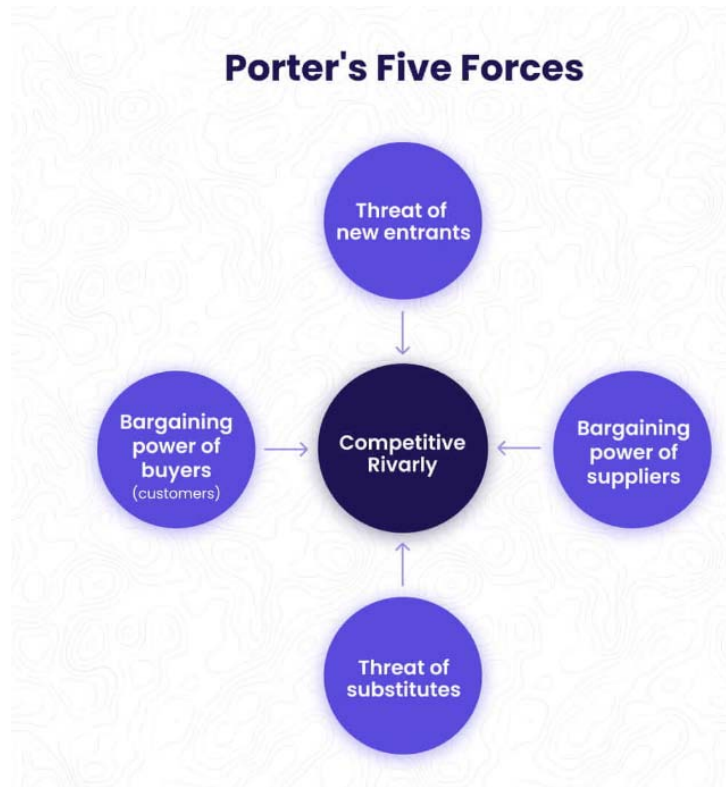 Porter's Five Forces
Threat of
new entrants
Bargaining
power of
buyers
(customers)
Competitive
Rivarly
Bargaining
power of
suppliers
Threat of
substitutes